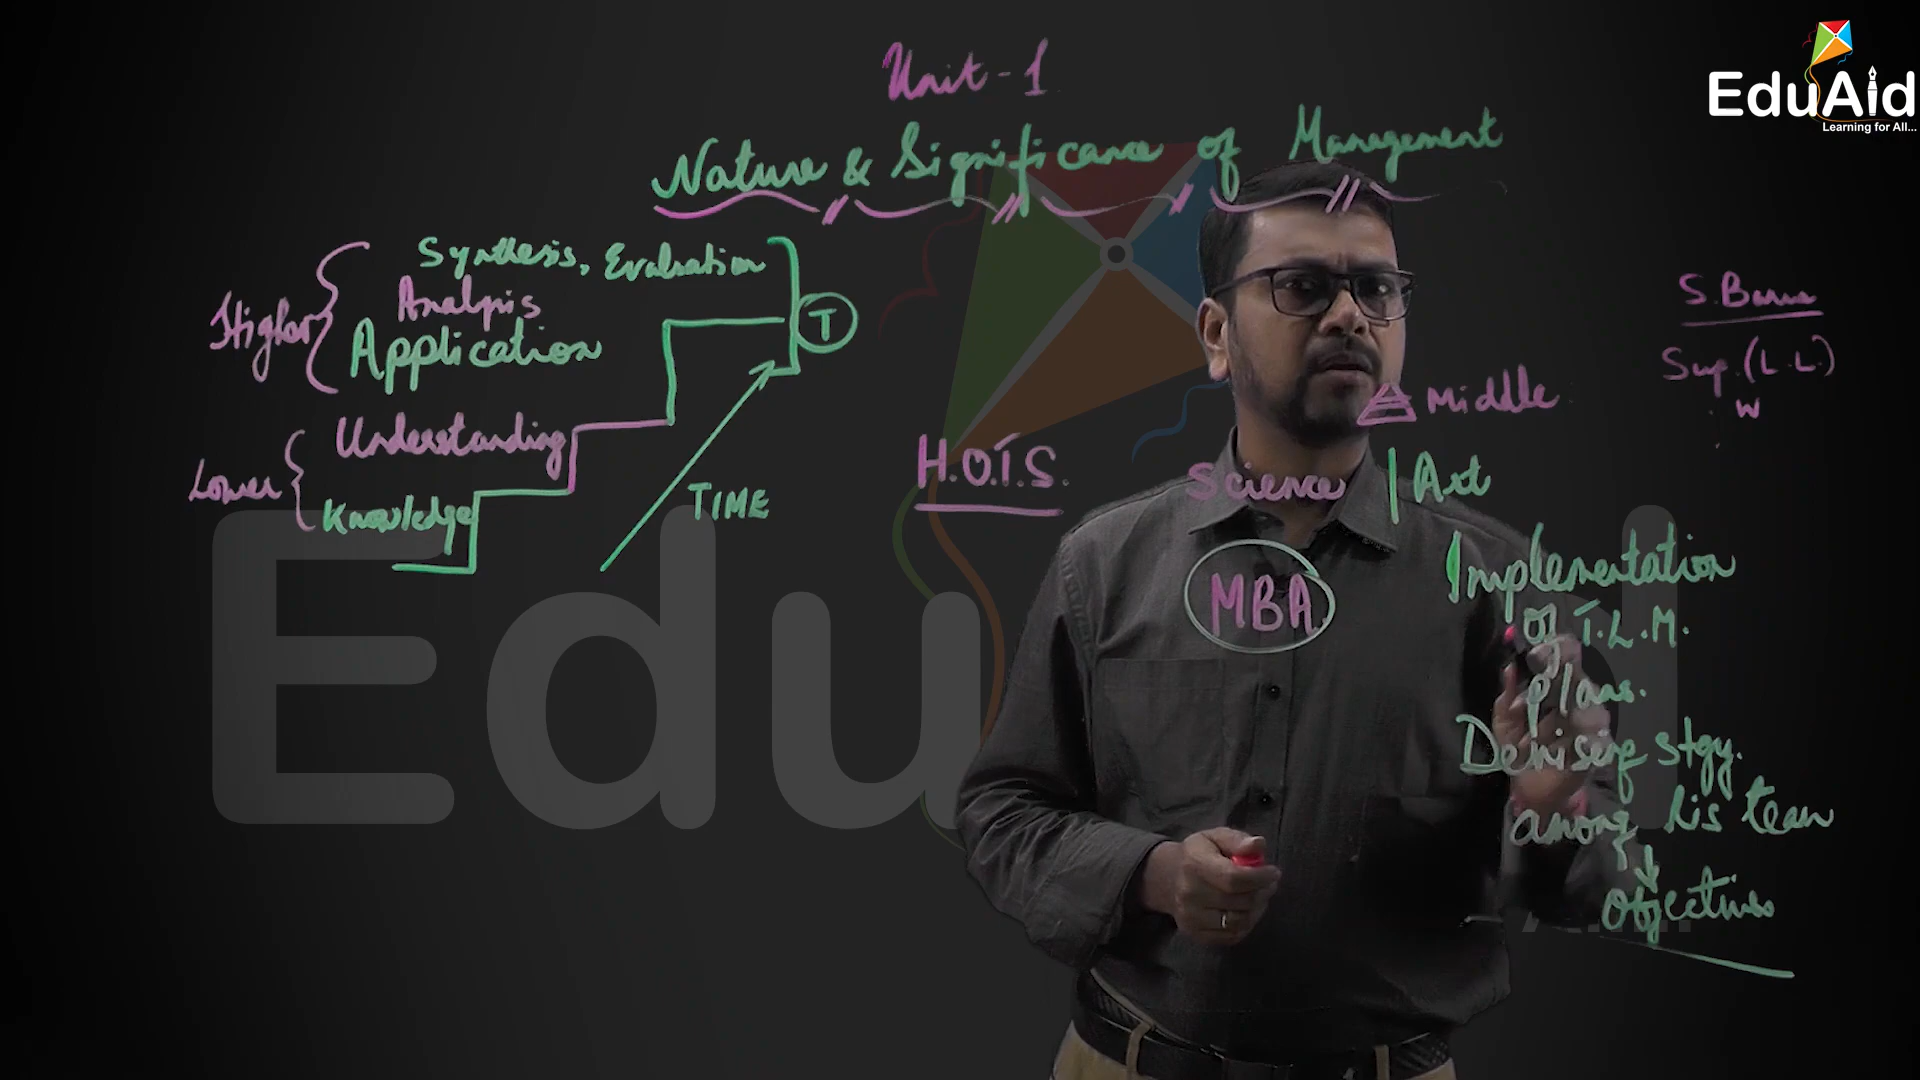 Unit-1
EduAid
Learning for All...
Nature & Significance of Management
Synthesis, Evaluation
Analysis
Higher
Application
T
Understanding
Lower
Knowledge
TIME
H.O.T.S.
S. Barua
Sup. (L.L.)
W
Middle
Science | Art
MBA
Implementation
of T.L.M.
plans.
Devising stgy.
among his team
Objectives
Edu